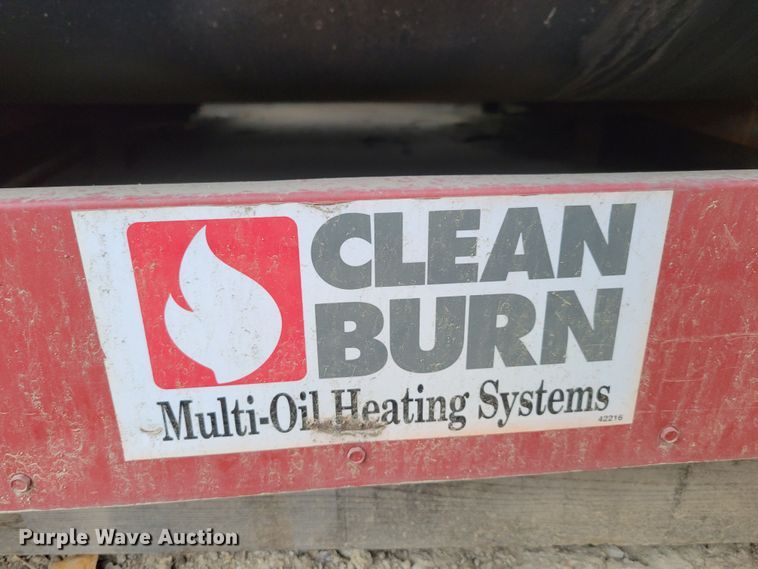 CLEAN
BURN
Multi-Oil Heating Systems
42216
Purple Wave Auction